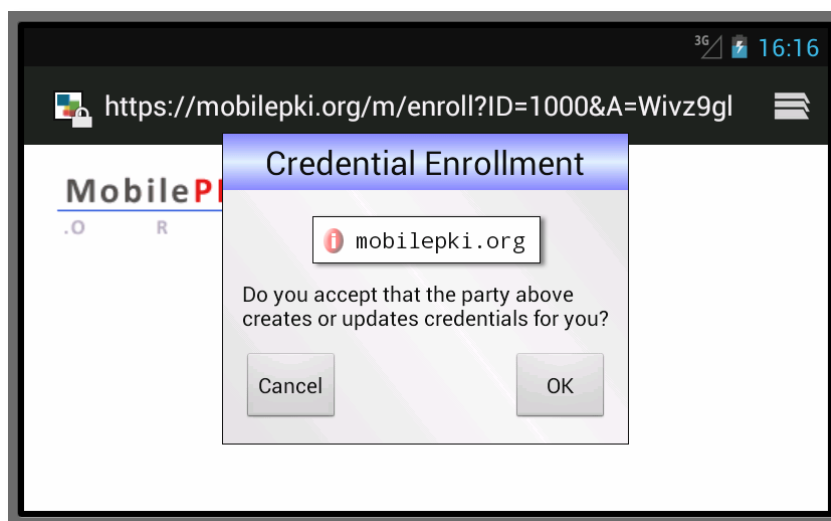 3G 16:16
https://mobilepki.org/m/enroll?ID=1000&A=Wivz9gl
Credential Enrollment
MobileP
.O R
mobilepki.org
Do you accept that the party above
creates or updates credentials for you?
Cancel OK